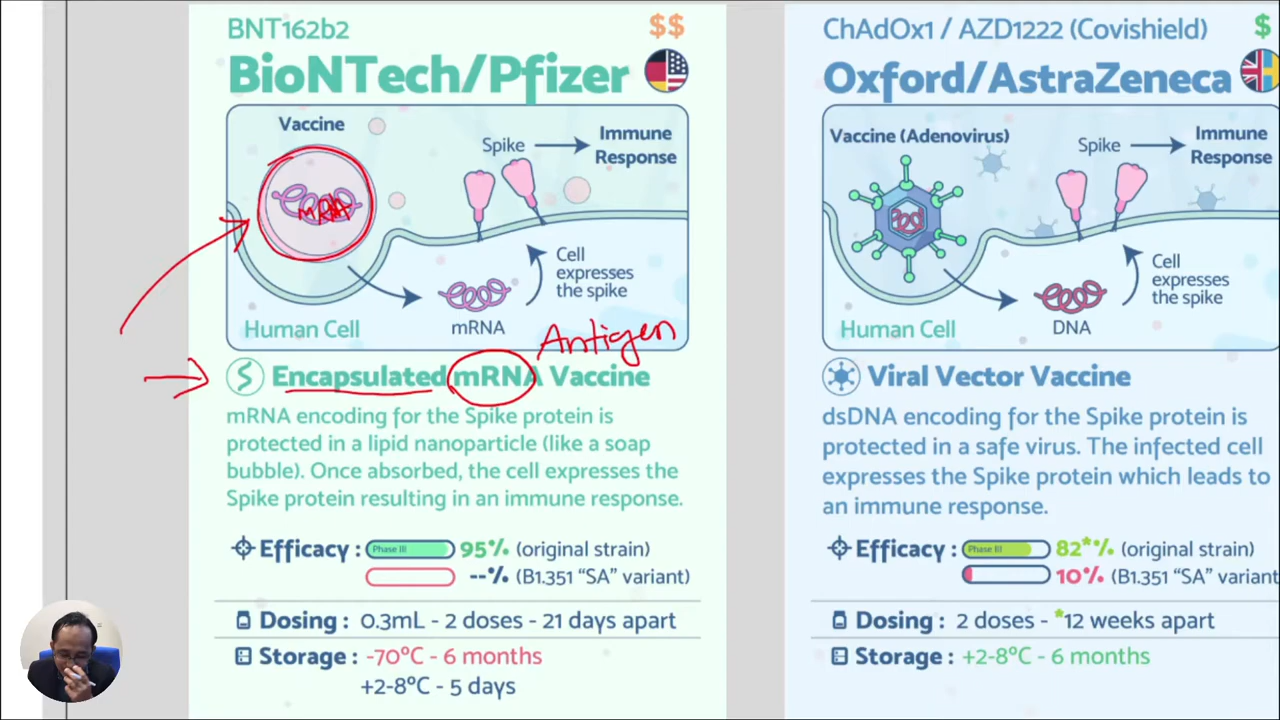 BNT162b2
$$
BioNTech/Pfizer
Vaccine
mRNA
Spike
Immune
Response
Cell
expresses
the spike
mRNA
Human Cell
Antigen
Encapsulated mRNA Vaccine
mRNA encoding for the Spike protein is
protected in a lipid nanoparticle (like a soap
bubble). Once absorbed, the cell expresses the
Spike protein resulting in an immune response.
Efficacy : Phase III 95% (original strain)
--% (B1.351 “SA” variant)
Dosing : 0.3mL - 2 doses - 21 days apart
Storage : -70°C - 6 months
+2-8°C - 5 days
ChAdOx1 / AZD1222 (Covishield)
$
Oxford/AstraZeneca
Vaccine (Adenovirus)
Spike
Immune
Response
Cell
expresses
the spike
DNA
Human Cell
Viral Vector Vaccine
dsDNA encoding for the Spike protein is
protected in a safe virus. The infected cell
expresses the Spike protein which leads to
an immune response.
Efficacy : Phase III 82*% (original strain)
10% (B1.351 “SA” variant
Dosing : 2 doses - *12 weeks apart
Storage : +2-8°C - 6 months